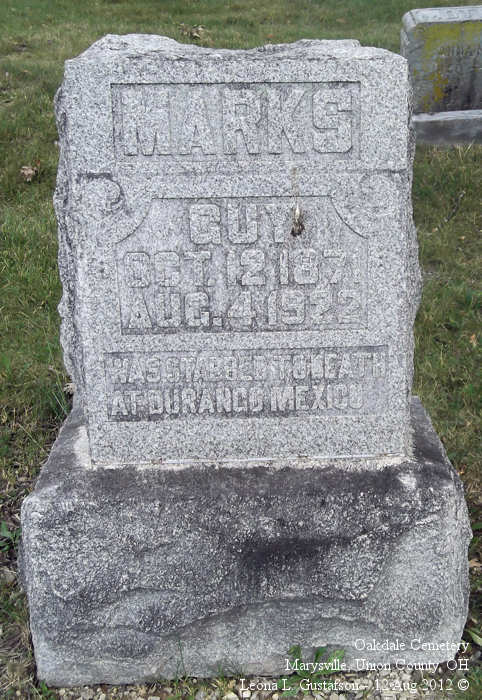 MARKS
GUY
OCT. 12 1871
AUG. 4, 1922
WAS STABBED TO DEATH
AT DURANGO MEXICO
ANNA
Oakdale Cemetery
Marysville, Union County, OH
Leona L. Gustafson - 12 Aug 2012 ©